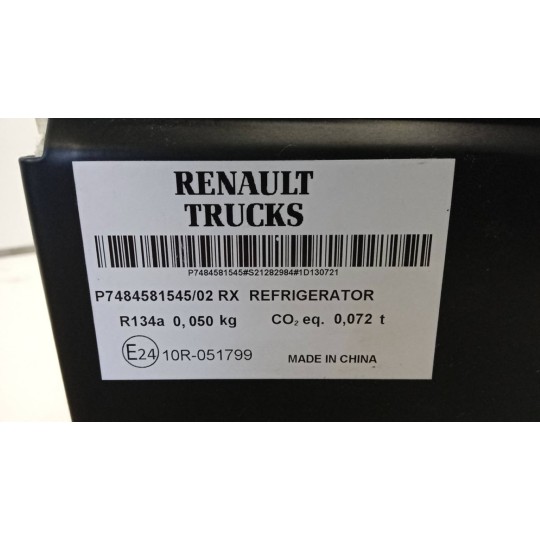 RENAULT
TRUCKS
P7484581545#S21282984#1D130721
P7484581545/02 RX REFRIGERATOR
R134a 0,050 kg CO₂ eq. 0,072 t
E24 10R-051799 MADE IN CHINA